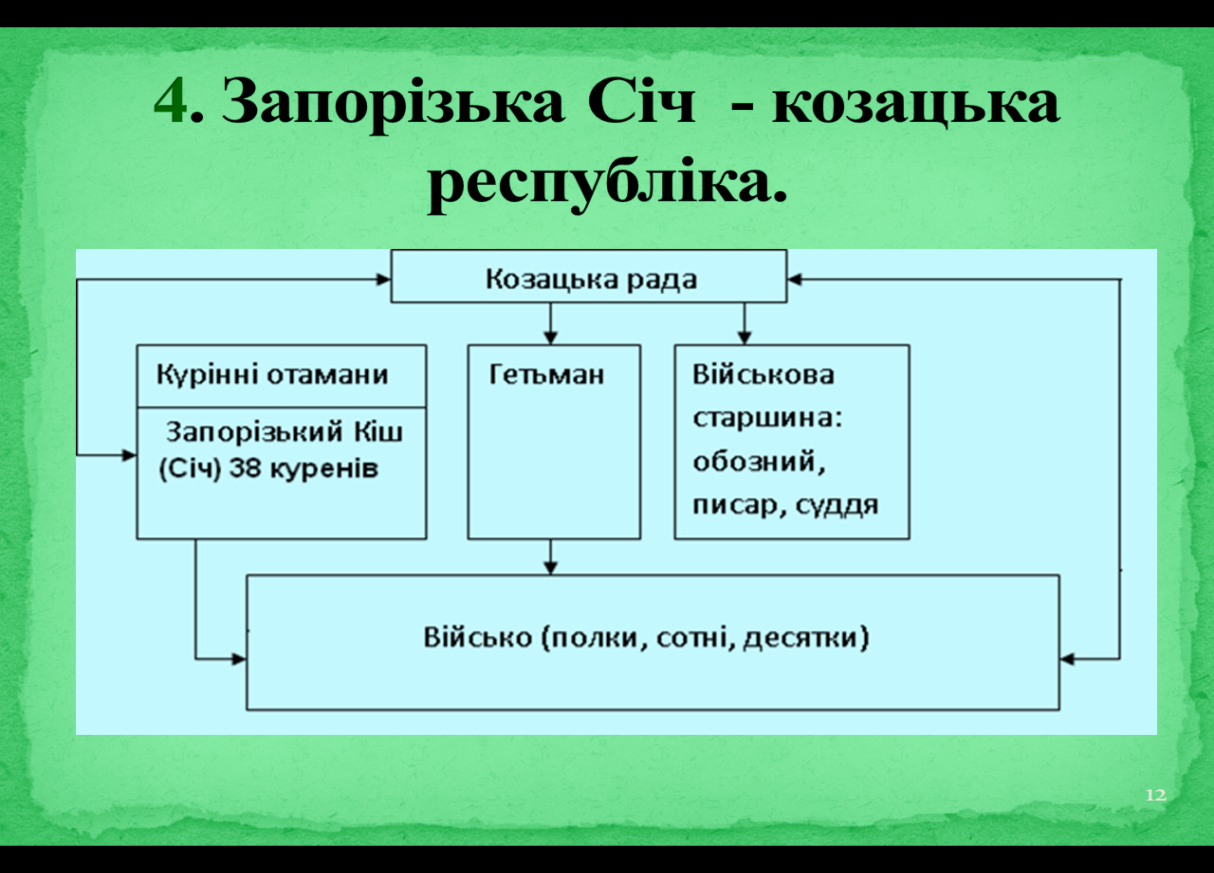 4. Запорізька Січ - козацька
республіка.
Козацька рада
Курінні отамани
Запорізький Кіш
(Січ) 38 куренів
Гетьман
Військова
старшина:
обозний,
писар, суддя
Військо (полки, сотні, десятки)
12